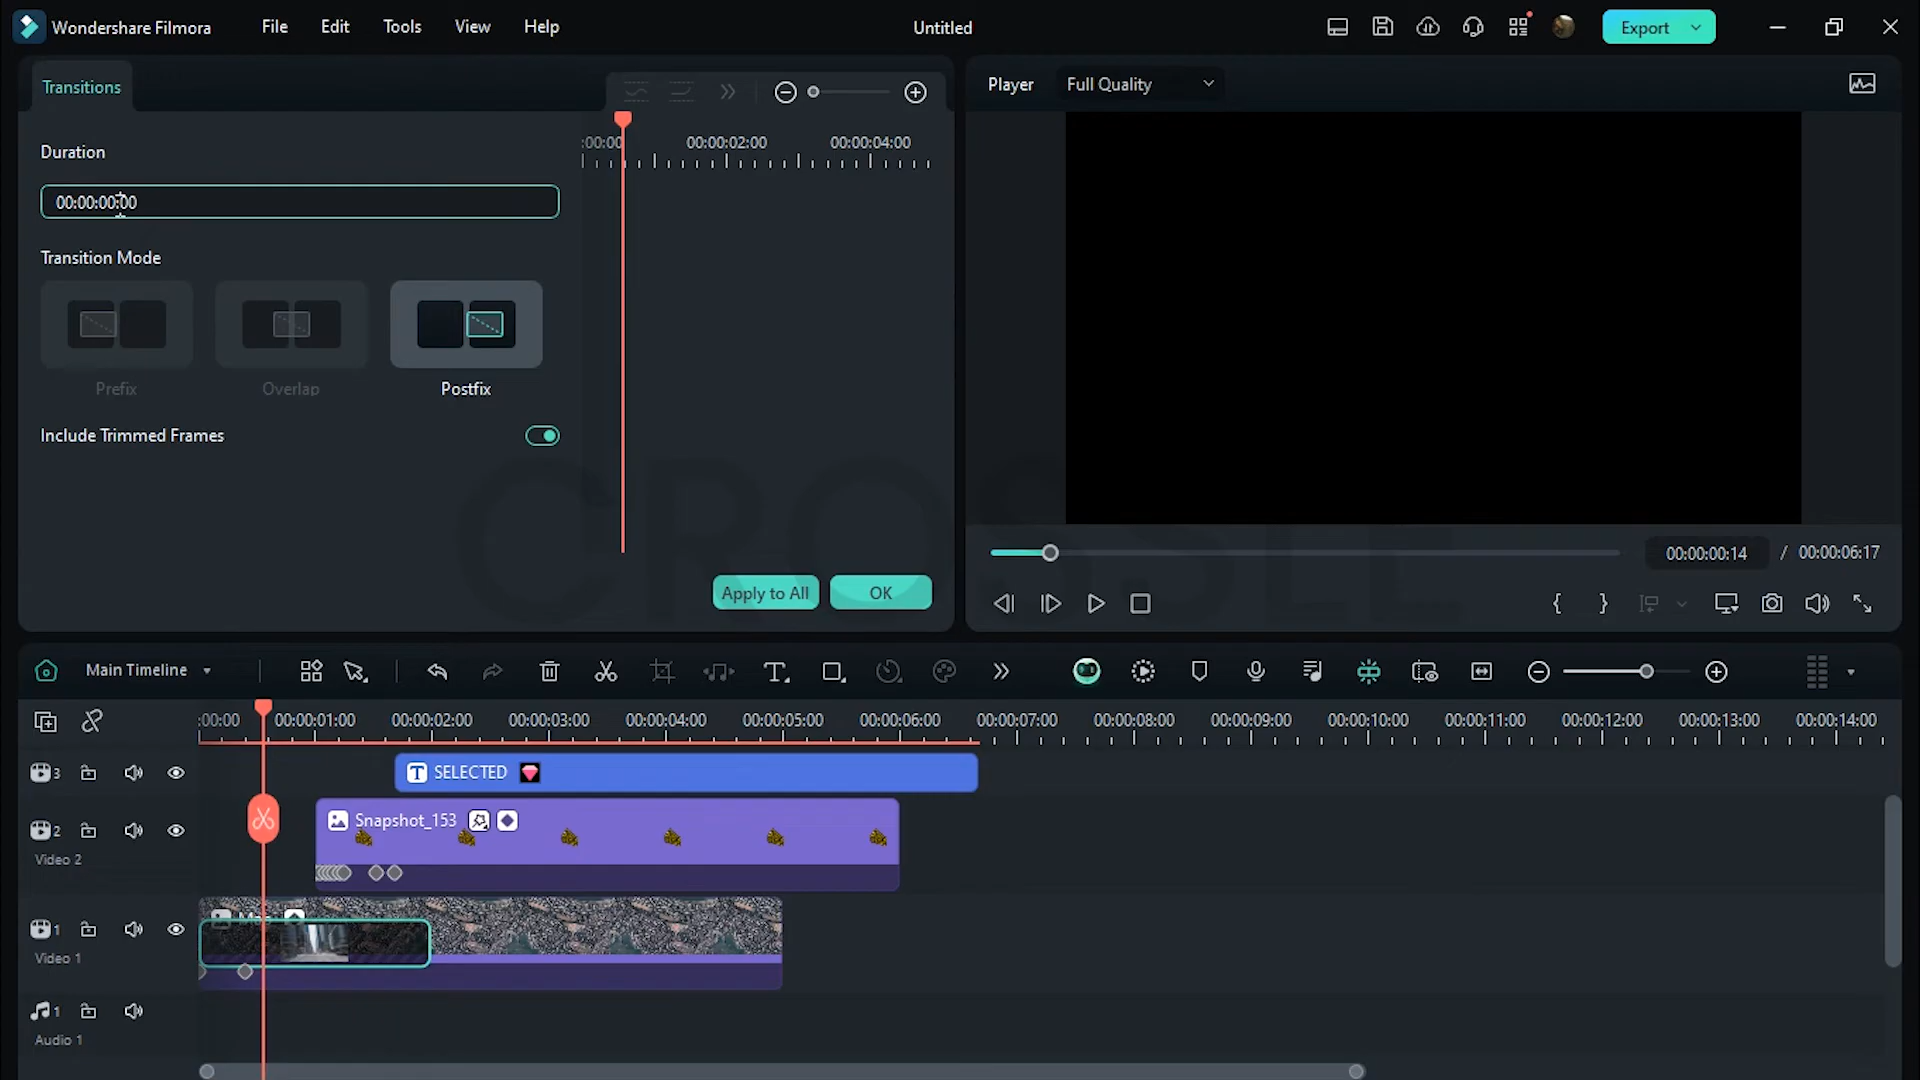 Wondershare Filmora
File
Edit
Tools
View
Help
Untitled
Export
Transitions
Player
Full Quality
Duration
:00:00
00:00:02:00
00:00:04:00
00:00:00:00
Transition Mode
Prefix
Overlap
Postfix
Include Trimmed Frames
CROSSLE
Apply to All
OK
00:00:00:14
/
00:00:06:17
{
}
Main Timeline
:00:00
00:00:01:00
00:00:02:00
00:00:03:00
00:00:04:00
00:00:05:00
00:00:06:00
00:00:07:00
00:00:08:00
00:00:09:00
00:00:10:00
00:00:11:00
00:00:12:00
00:00:13:00
00:00:14:00
3
T SELECTED
2
Snapshot_153
Video 2
1
Video 1
1
Audio 1